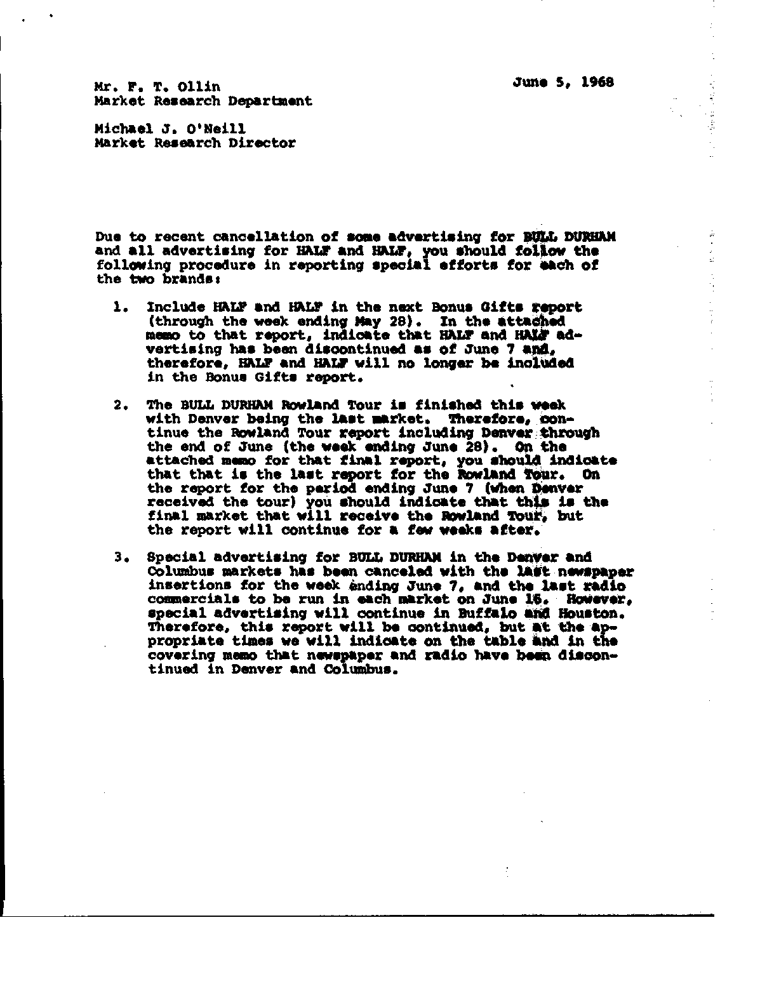 June 5, 1968
Mr. F. T. Ollin
Market Research Department
Michael J. O'Neill
Market Research Director
Due to recent cancellation of some advertising for BULL DURHAM
and all advertising for HALF and HALF, you should follow the
following procedure in reporting special efforts for each of
the two brands:
1. Include HALF and HALF in the next Bonus Gifts report
(through the week ending May 28). In the attached
memo to that report, indicate that HALF and HALF ad-
vertising has been discontinued as of June 7 and,
therefore, HALF and HALF will no longer be included
in the Bonus Gifts report.
2. The BULL DURHAM Rowland Tour is finished this week
with Denver being the last market. Therefore, con-
tinue the Rowland Tour report including Denver through
the end of June (the week ending June 28). On the
attached memo for that final report, you should indicate
that that is the last report for the Rowland Tour. On
the report for the period ending June 7 (when Denver
received the tour) you should indicate that this is the
final market that will receive the Rowland Tour, but
the report will continue for a few weeks after.
3. Special advertising for BULL DURHAM in the Denver and
Columbus markets has been canceled with the last newspaper
insertions for the week ending June 7, and the last radio
commercials to be run in each market on June 16. However,
special advertising will continue in Buffalo and Houston.
Therefore, this report will be continued, but at the ap-
propriate times we will indicate on the table and in the
covering memo that newspaper and radio have been discon-
tinued in Denver and Columbus.